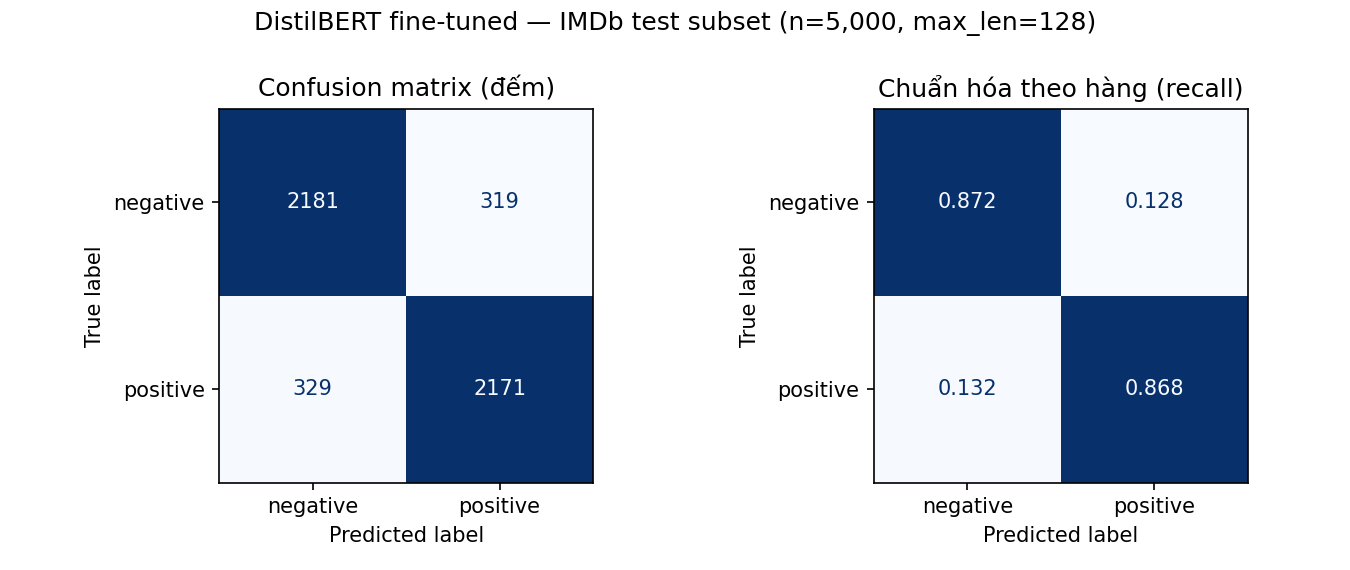 DistilBERT fine-tuned — IMDb test subset (n=5,000, max_len=128)
Confusion matrix (đếm)
True label
negative
2181
319
positive
329
2171
negative
positive
Predicted label
Chuẩn hóa theo hàng (recall)
True label
negative
0.872
0.128
positive
0.132
0.868
negative
positive
Predicted label